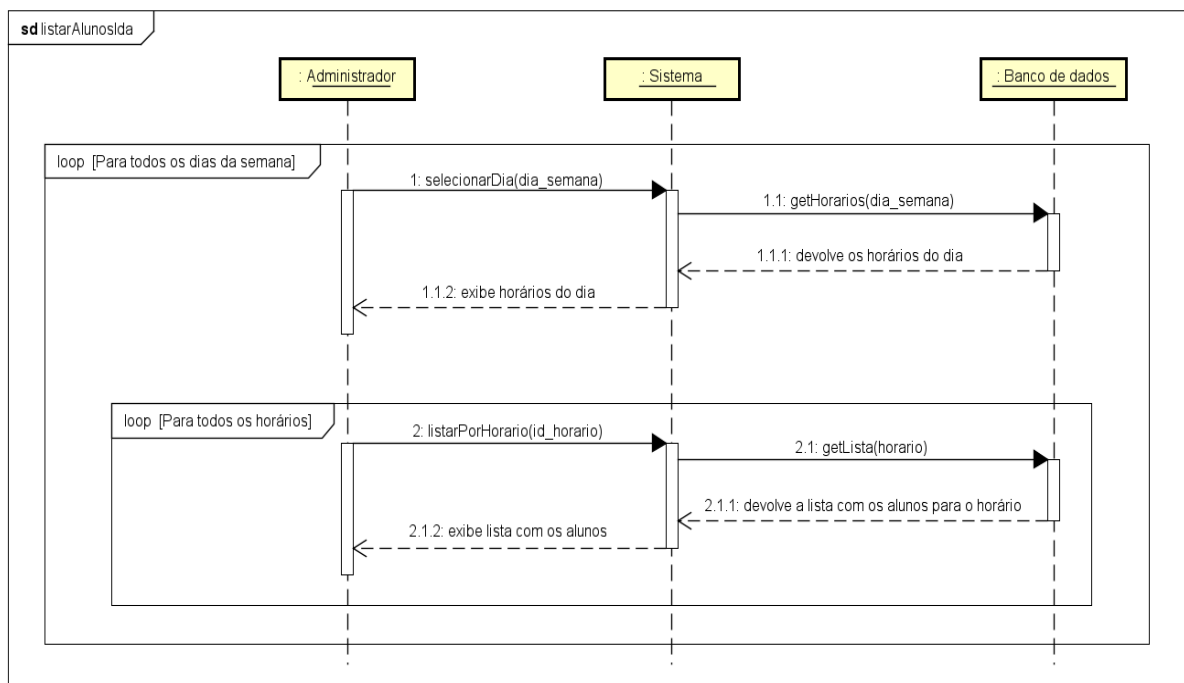 sd listarAlunosIda
: Administrador
: Sistema
: Banco de dados
loop [Para todos os dias da semana]
1: selecionarDia(dia_semana)
1.1: getHorarios(dia_semana)
1.1.1: devolve os horários do dia
1.1.2: exibe horários do dia
loop [Para todos os horários]
2: listarPorHorario(id_horario)
2.1: getLista(horario)
2.1.1: devolve a lista com os alunos para o horário
2.1.2: exibe lista com os alunos